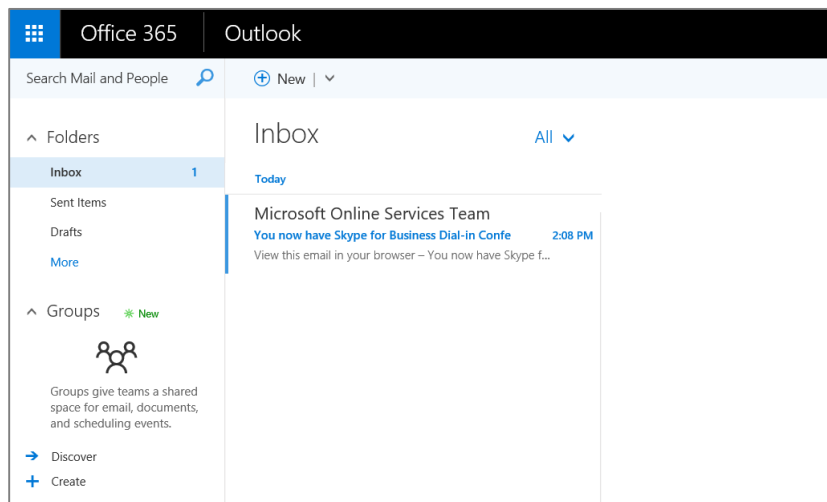 Office 365
Outlook
Search Mail and People
New
Folders
Inbox 1
Sent Items
Drafts
More
Groups
New
Groups give teams a shared
space for email, documents,
and scheduling events.
Discover
Create
Inbox
All
Today
Microsoft Online Services Team
You now have Skype for Business Dial-in Confe 2:08 PM
View this email in your browser – You now have Skype f...